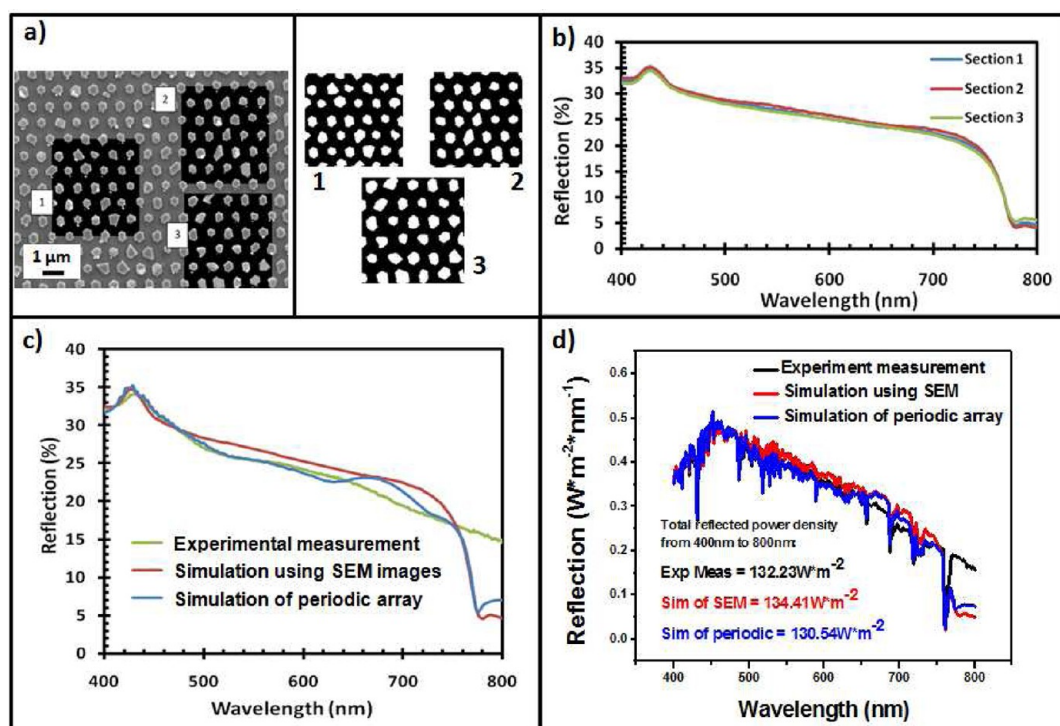 a)
2
1
3
1 µm
1
2
3
b)
Reflection (%)
40
35
30
25
20
15
10
5
0
400
500
600
700
800
Wavelength (nm)
Section 1
Section 2
Section 3
c)
Reflection (%)
40
35
30
25
20
15
10
5
0
400
500
600
700
800
Wavelength (nm)
Experimental measurement
Simulation using SEM images
Simulation of periodic array
d)
Reflection (W*m-2*nm-1)
0.6
0.5
0.4
0.3
0.2
0.1
0.0
400
500
600
700
800
Wavelength (nm)
Experiment measurement
Simulation using SEM
Simulation of periodic array
Total reflected power density
from 400nm to 800nm:
Exp Meas = 132.23W*m-2
Sim of SEM = 134.41W*m-2
Sim of periodic = 130.54W*m-2